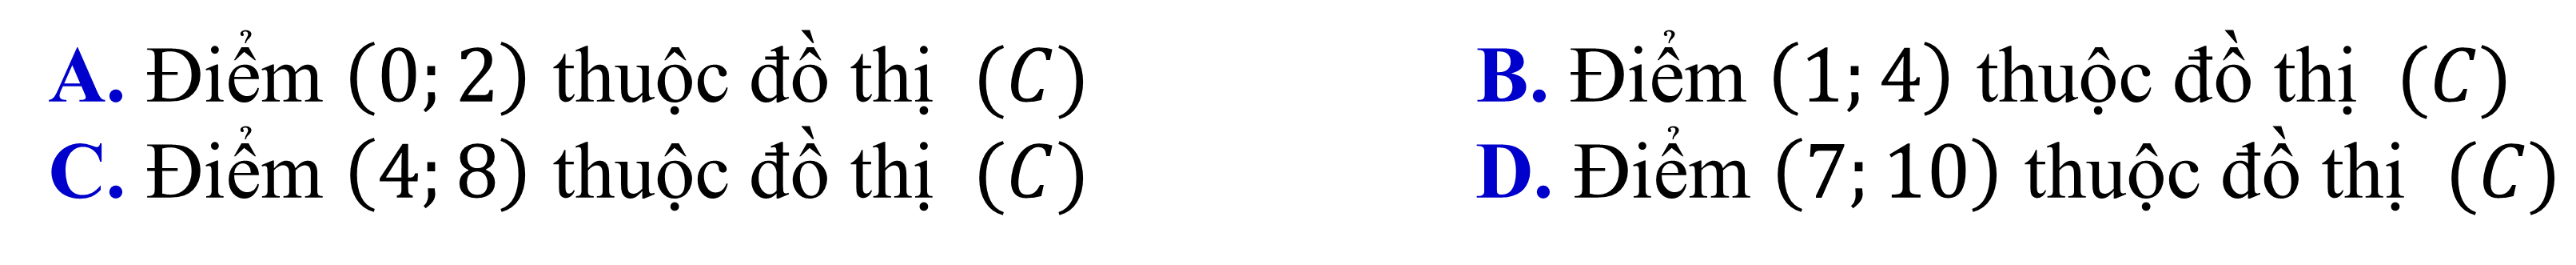 A. Điểm (0; 2) thuộc đồ thị (C) B. Điểm (1; 4) thuộc đồ thị (C)
C. Điểm (4; 8) thuộc đồ thị (C) D. Điểm (7; 10) thuộc đồ thị (C)